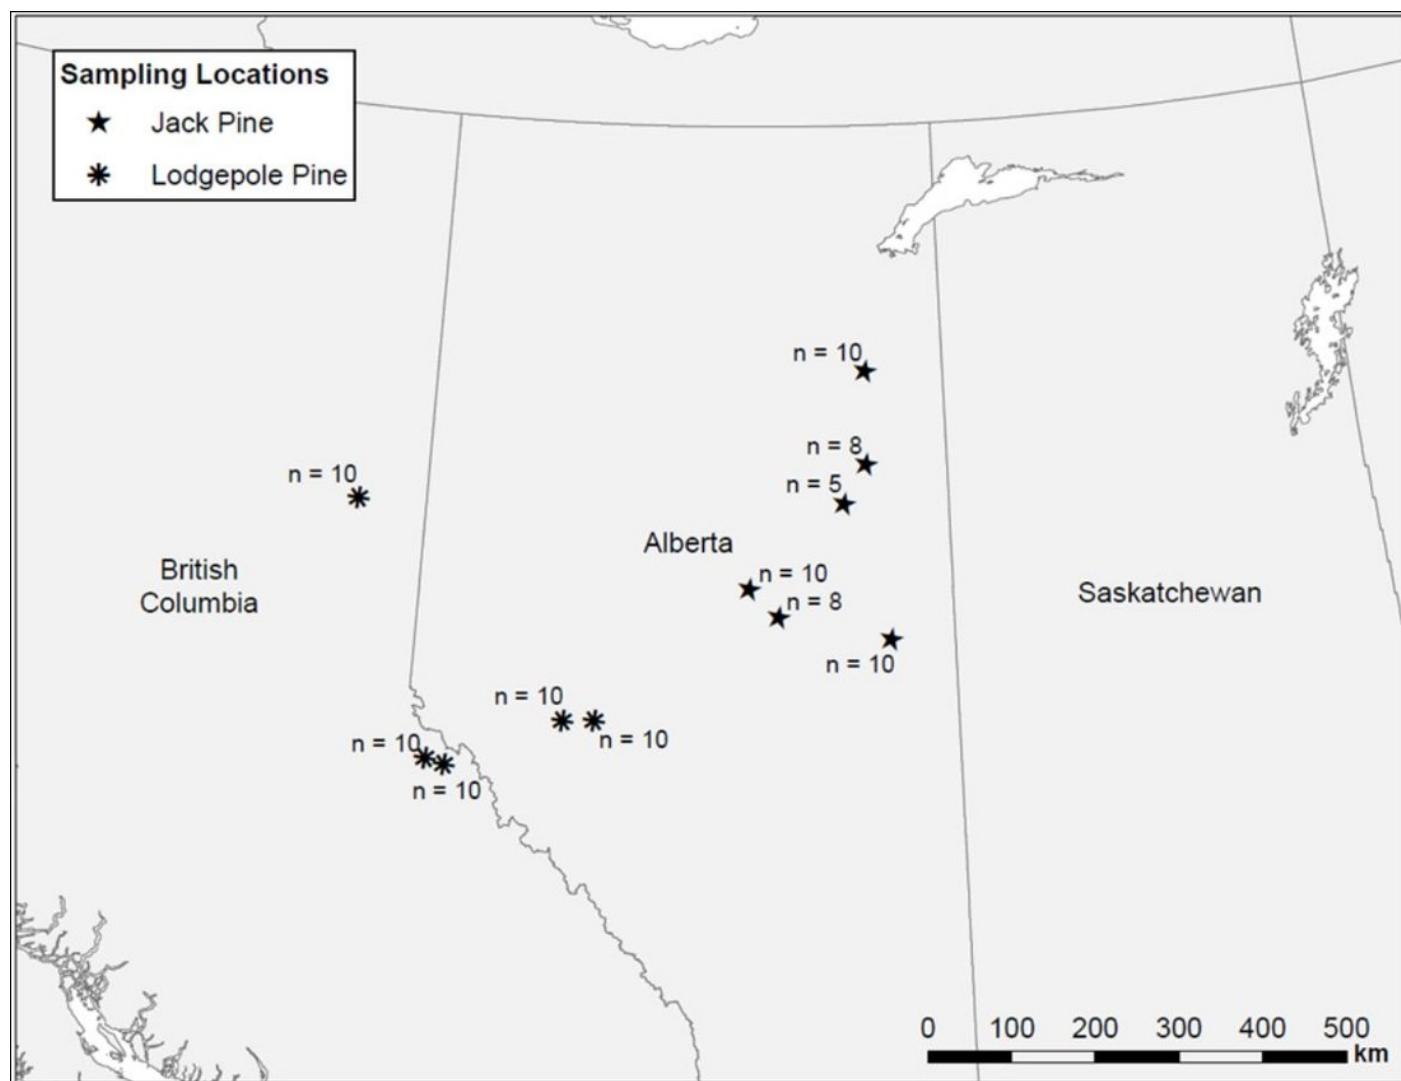 Sampling Locations
Jack Pine
Lodgepole Pine
n = 10
n = 8
n = 10
n = 5
Alberta
British
Columbia
n = 10
n = 8
Saskatchewan
n = 10
n = 10
n = 10
n = 10
n = 10
0 100 200 300 400 500
km